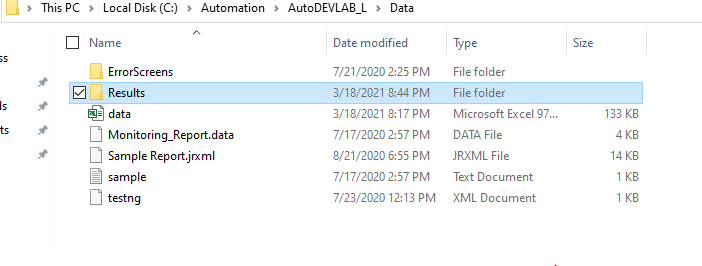 This PC > Local Disk (C:) > Automation > AutoDEVLAB_L > Data
Name Date modified Type Size
ErrorScreens 7/21/2020 2:25 PM File folder
Results 3/18/2021 8:44 PM File folder
data 3/18/2021 8:17 PM Microsoft Excel 97... 133 KB
Monitoring_Report.data 7/17/2020 2:57 PM DATA File 4 KB
Sample Report.jrxml 8/21/2020 6:55 PM JRXML File 14 KB
sample 7/17/2020 2:57 PM Text Document 1 KB
testng 7/23/2020 12:13 PM XML Document 1 KB